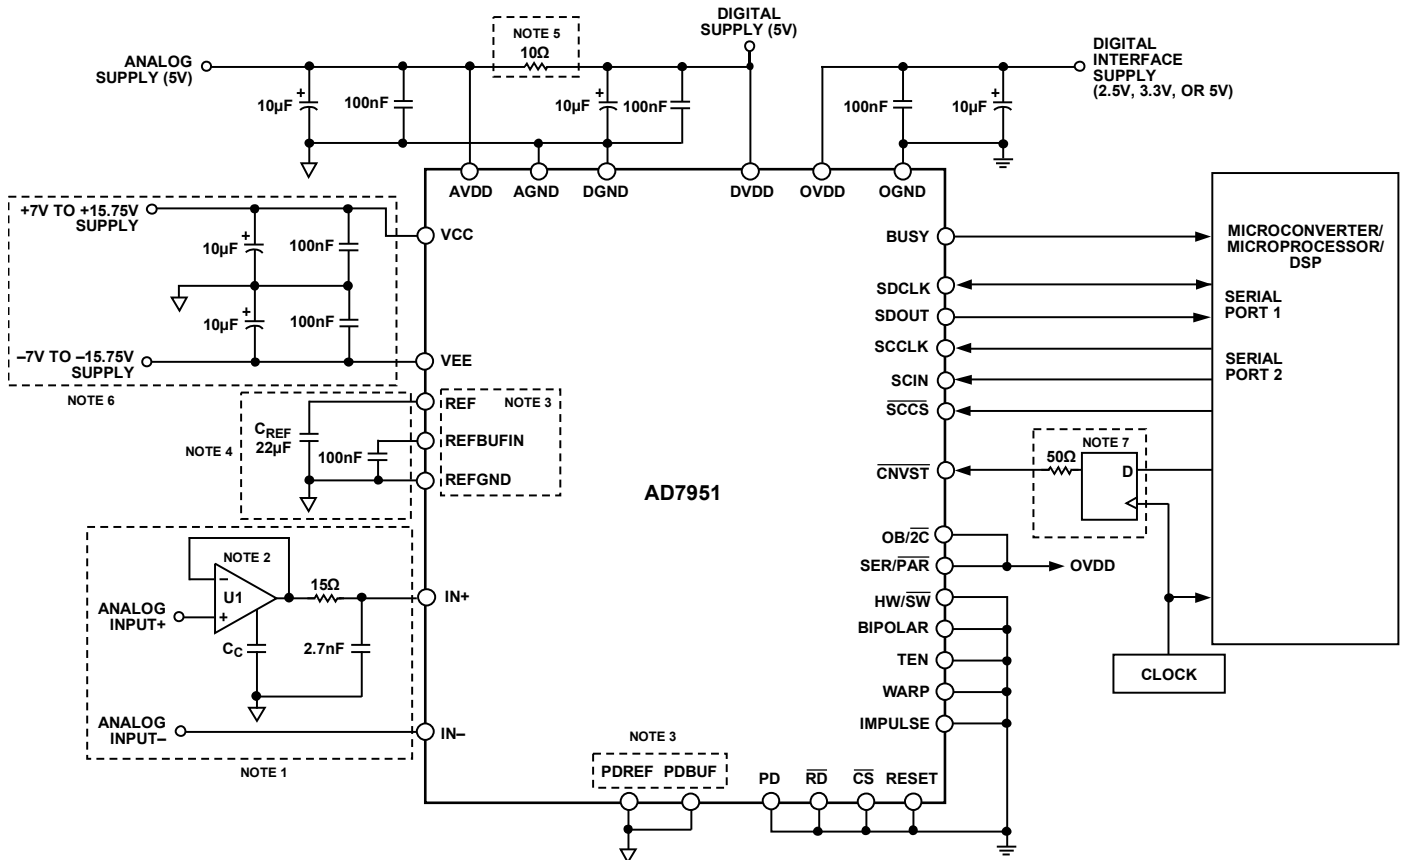 DIGITAL
SUPPLY (5V)
NOTE 5
10Ω
ANALOG
SUPPLY (5V)
DIGITAL
INTERFACE
SUPPLY
(2.5V, 3.3V, OR 5V)
10µF
+
100nF
10µF
+
100nF
100nF
10µF
+
AVDD
AGND
DGND
DVDD
OVDD
OGND
+7V TO +15.75V
SUPPLY
10µF
+
100nF
10µF
+
100nF
–7V TO –15.75V
SUPPLY
NOTE 6
VCC
VEE
NOTE 4
CREF
22µF
100nF
REF
REFBUFIN
REFGND
NOTE 3
AD7951
BUSY
SDCLK
SDOUT
SCCLK
SCIN
SCCS
CNVST
OB/2C
SER/PAR
HW/SW
BIPOLAR
TEN
WARP
IMPULSE
MICROCONVERTER/
MICROPROCESSOR/
DSP
SERIAL
PORT 1
SERIAL
PORT 2
NOTE 7
50Ω
D
OVDD
CLOCK
NOTE 2
–
U1
+
15Ω
ANALOG
INPUT+
CC
2.7nF
IN+
ANALOG
INPUT–
IN–
NOTE 1
NOTE 3
PDREF PDBUF
PD RD CS RESET